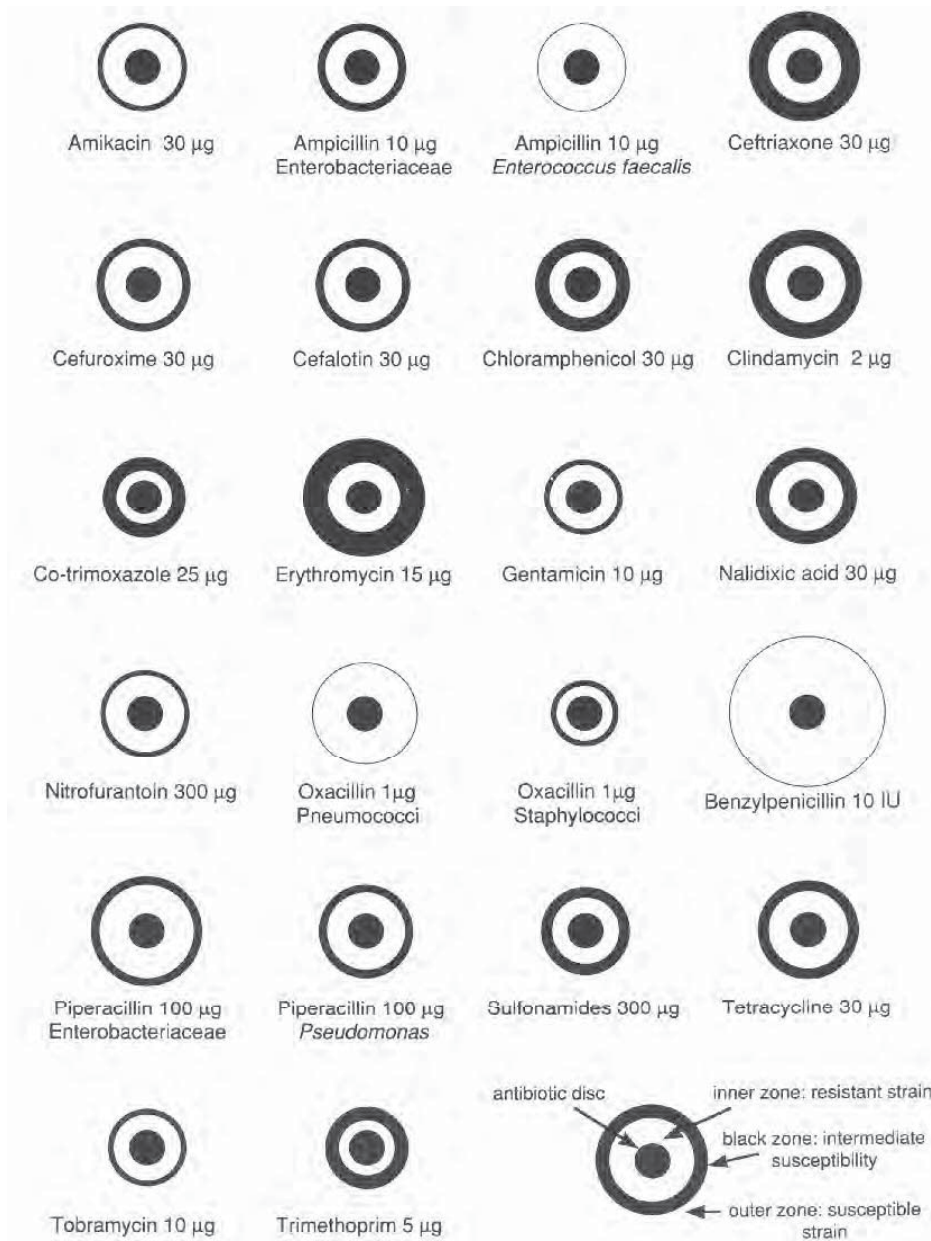 Amikacin 30 µg
Ampicillin 10 µg
Enterobacteriaceae
Ampicillin 10 µg
Enterococcus faecalis
Ceftriaxone 30 µg
Cefuroxime 30 µg
Cefalotin 30 µg
Chloramphenicol 30 µg
Clindamycin 2 µg
Co-trimoxazole 25 µg
Erythromycin 15 µg
Gentamicin 10 µg
Nalidixic acid 30 µg
Nitrofurantoin 300 µg
Oxacillin 1µg
Pneumococci
Oxacillin 1µg
Staphylococci
Benzylpenicillin 10 IU
Piperacillin 100 µg
Enterobacteriaceae
Piperacillin 100 µg
Pseudomonas
Sulfonamides 300 µg
Tetracycline 30 µg
Tobramycin 10 µg
Trimethoprim 5 µg
antibiotic disc
inner zone: resistant strain
black zone: intermediate
susceptibility
outer zone: susceptible
strain